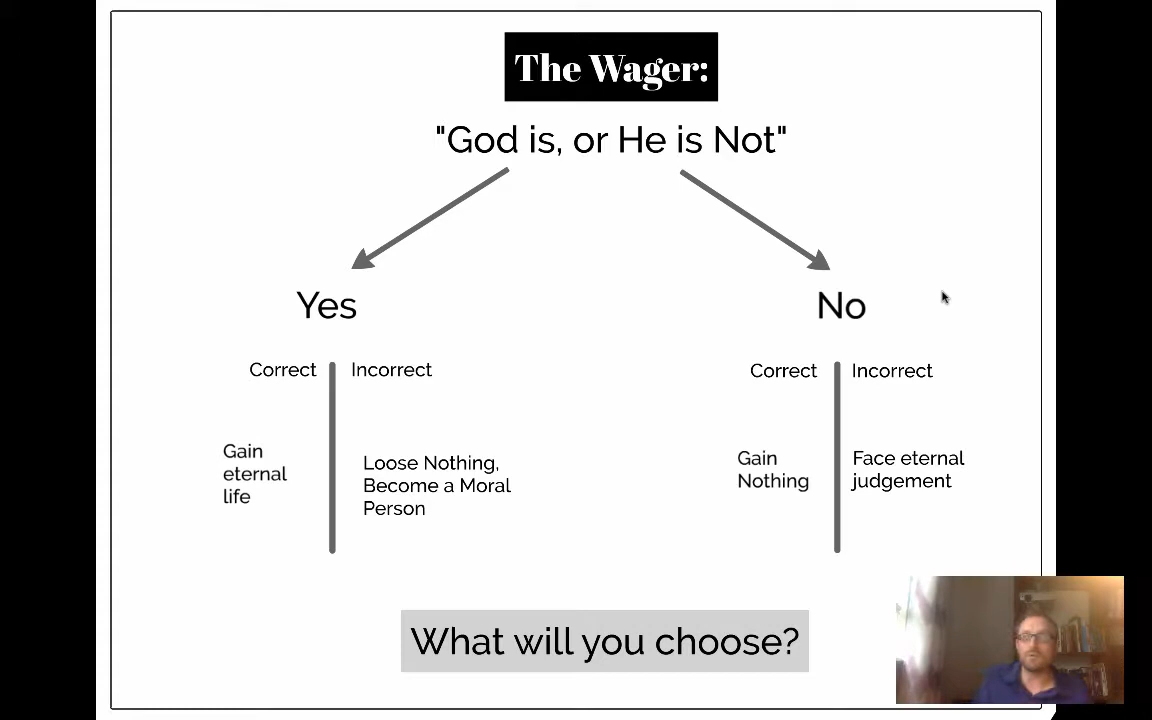 The Wager:
"God is, or He is Not"
Yes
No
Correct
Incorrect
Correct
Incorrect
Gain
eternal
life
Loose Nothing,
Become a Moral
Person
Gain
Nothing
Face eternal
judgement
What will you choose?